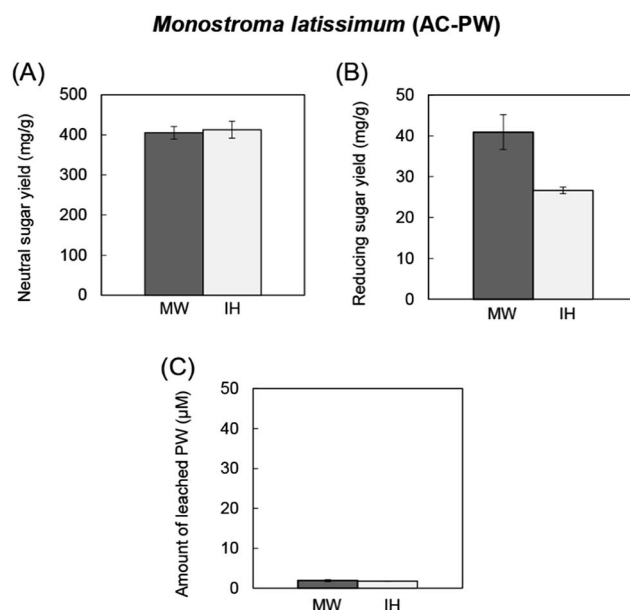 Monostroma latissimum (AC-PW)
(A)
Neutral sugar yield (mg/g)
500
400
300
200
100
0
MW IH
(B)
Reducing sugar yield (mg/g)
50
40
30
20
10
0
MW IH
(C)
Amount of leached PW (μM)
50
40
30
20
10
0
MW IH